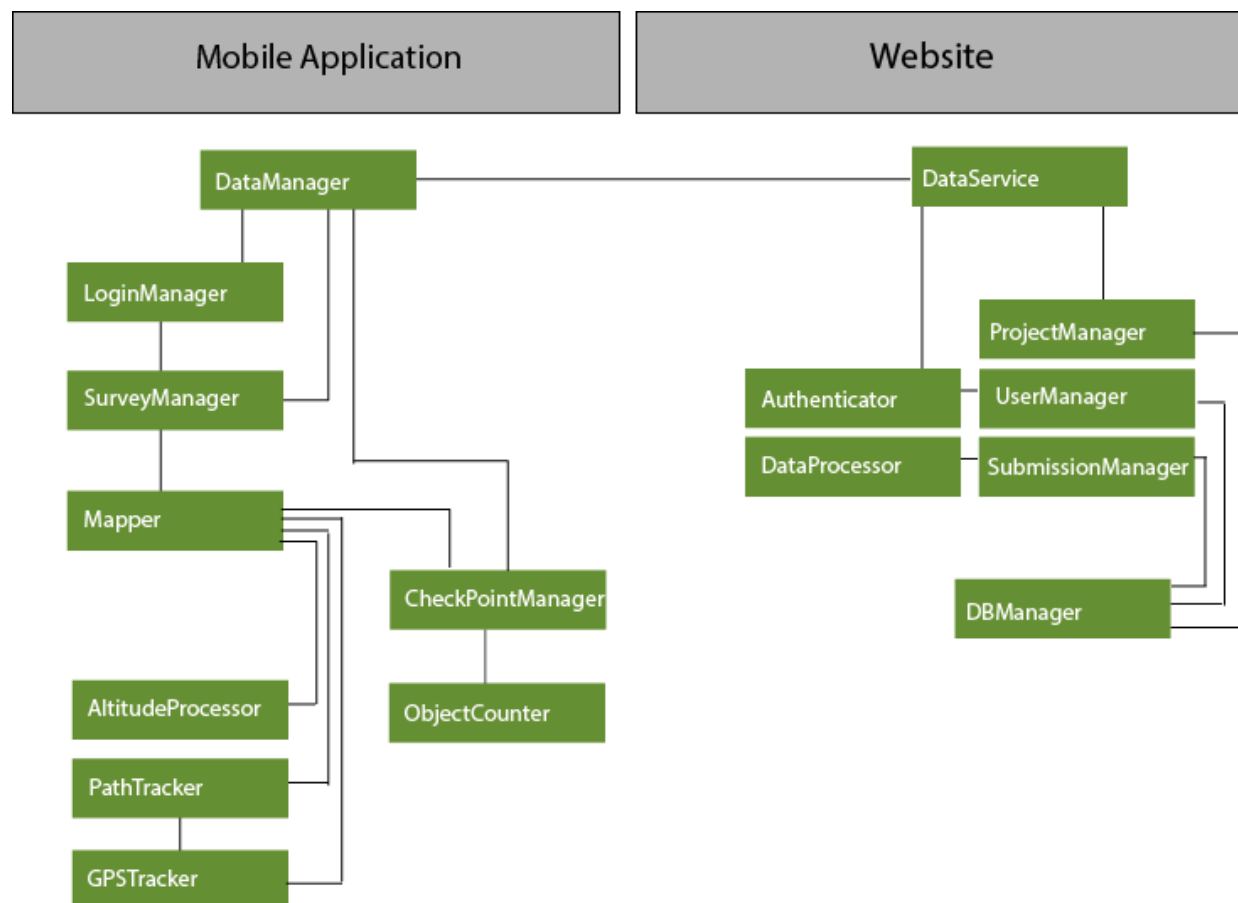 Mobile Application
Website
DataManager
DataService
LoginManager
ProjectManager
SurveyManager
Authenticator
UserManager
DataProcessor
SubmissionManager
Mapper
CheckPointManager
DBManager
AltitudeProcessor
ObjectCounter
PathTracker
GPSTracker